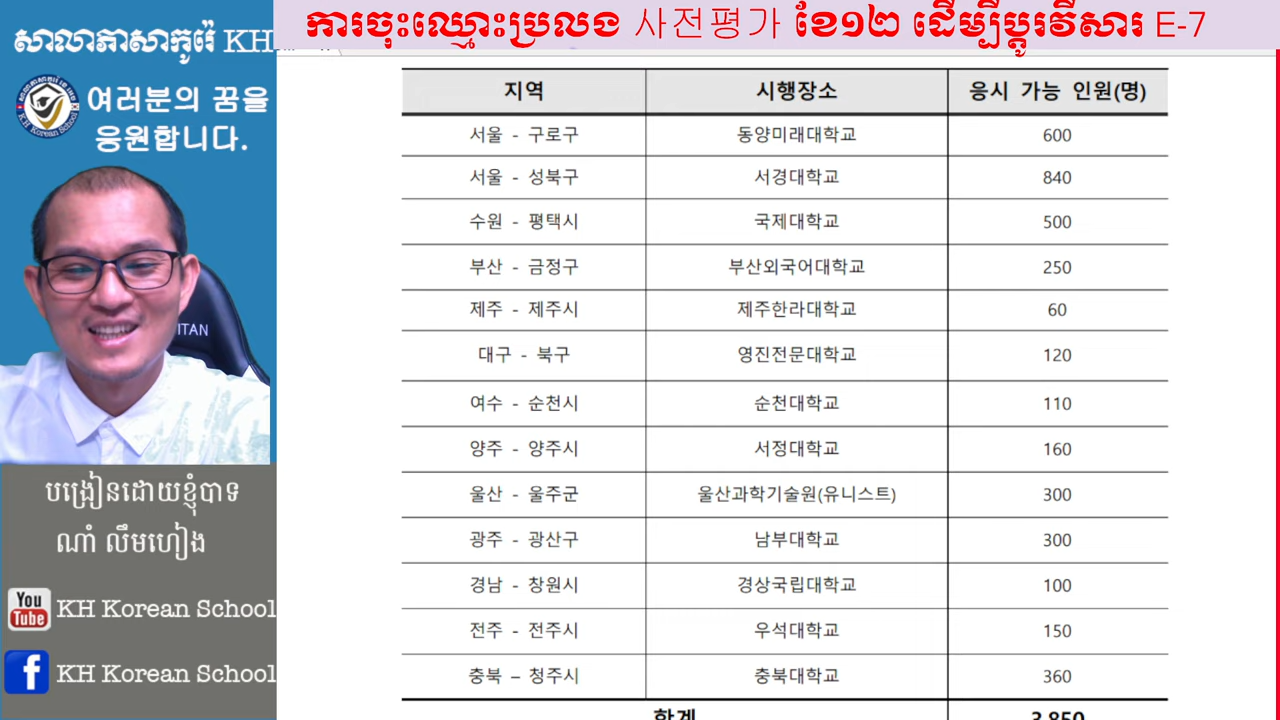 ការចុះឈ្មោះប្រលង 사전평가 ខែ១២ ដើម្បីប្តូរវីសារ E-7
សាលាភាសាកូរ៉េ KH
여러분의 꿈을
응원합니다.
KH Korean School
TITAN
បង្រៀនដោយខ្ញុំបាទ
ណាំ លឹមហៀង
You
Tube
KH Korean School
f
KH Korean School
지역 시행장소 응시 가능 인원(명)
서울 - 구로구 동양미래대학교 600
서울 - 성북구 서경대학교 840
수원 - 평택시 국제대학교 500
부산 - 금정구 부산외국어대학교 250
제주 - 제주시 제주한라대학교 60
대구 - 북구 영진전문대학교 120
여수 - 순천시 순천대학교 110
양주 - 양주시 서정대학교 160
울산 - 울주군 울산과학기술원(유니스트) 300
광주 - 광산구 남부대학교 300
경남 - 창원시 경상국립대학교 100
전주 - 전주시 우석대학교 150
충북 – 청주시 충북대학교 360
합계 3,850